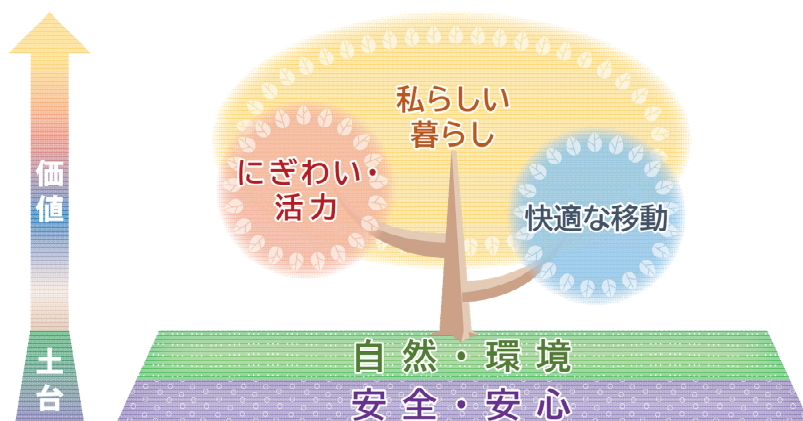 価値
土台
私らしい
暮らし
にぎわい・
活力
快適な移動
自然・環境
安全・安心